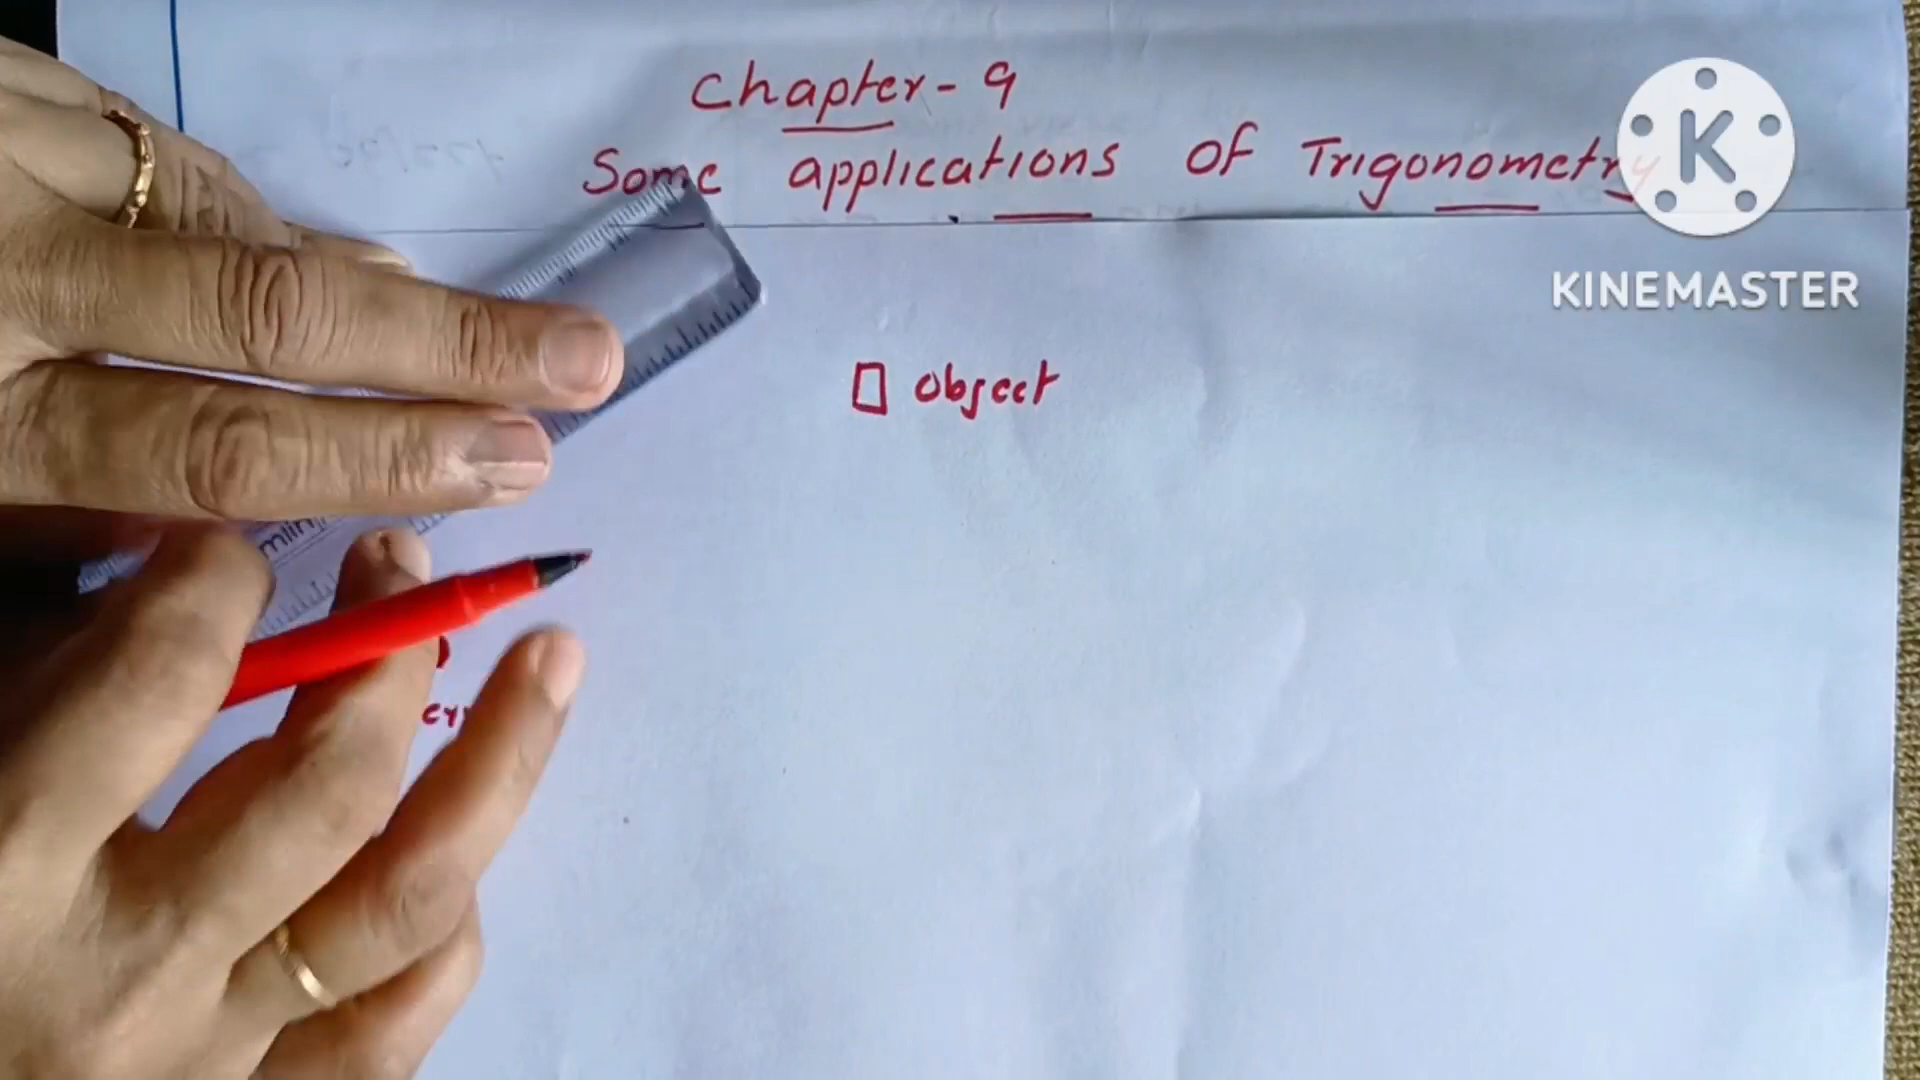 Chapter - 9
Some applications of Trigonometry
KINEMASTER
object